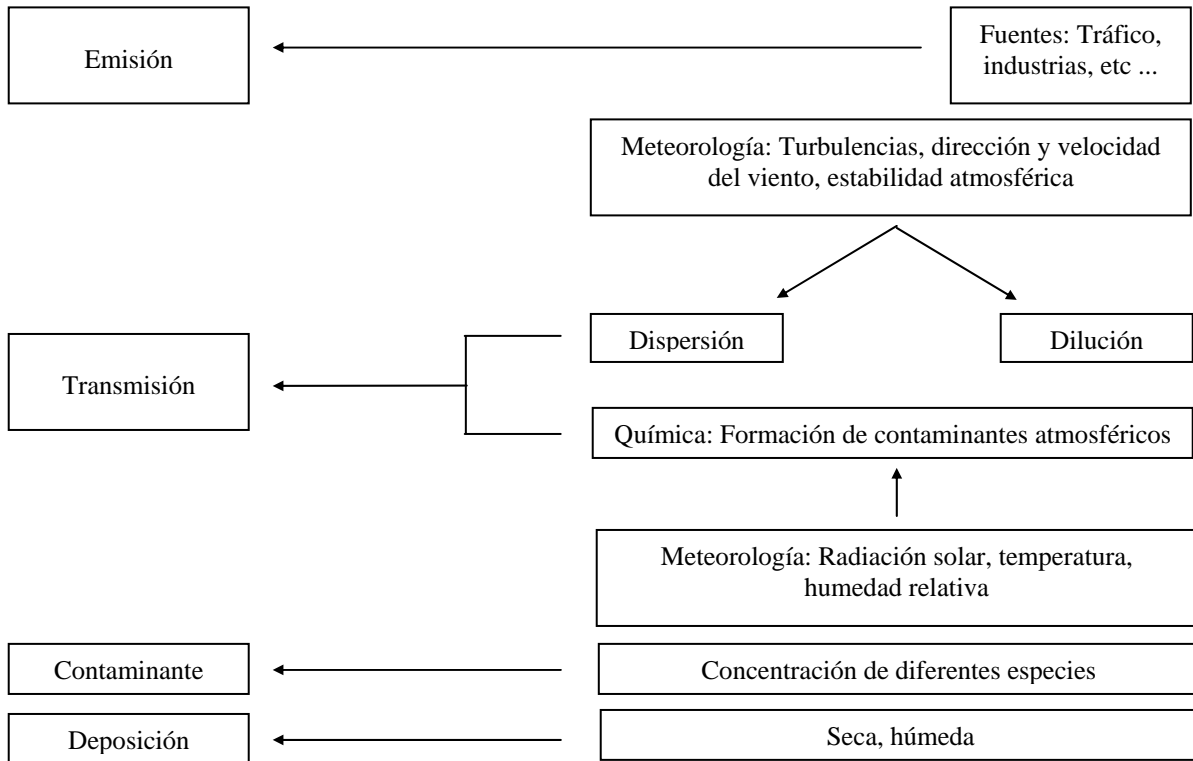 Emisión
Fuentes: Tráfico,
industrias, etc ...
Meteorología: Turbulencias, dirección y velocidad
del viento, estabilidad atmosférica
Dispersión
Dilución
Transmisión
Química: Formación de contaminantes atmosféricos
Meteorología: Radiación solar, temperatura,
humedad relativa
Contaminante
Concentración de diferentes especies
Deposición
Seca, húmeda